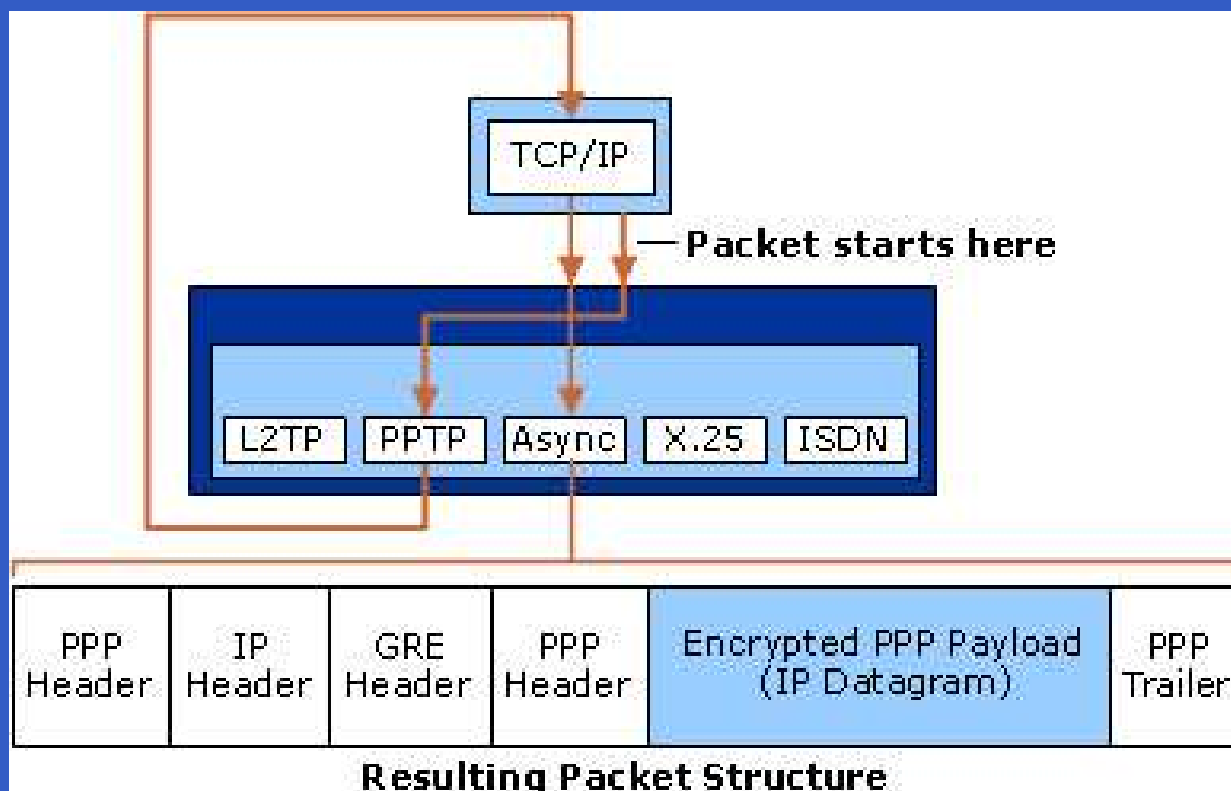 TCP/IP
Packet starts here
L2TP PPTP Async X.25 ISDN
PPP Header
IP Header
GRE Header
PPP Header
Encrypted PPP Payload
(IP Datagram)
PPP Trailer
Resulting Packet Structure